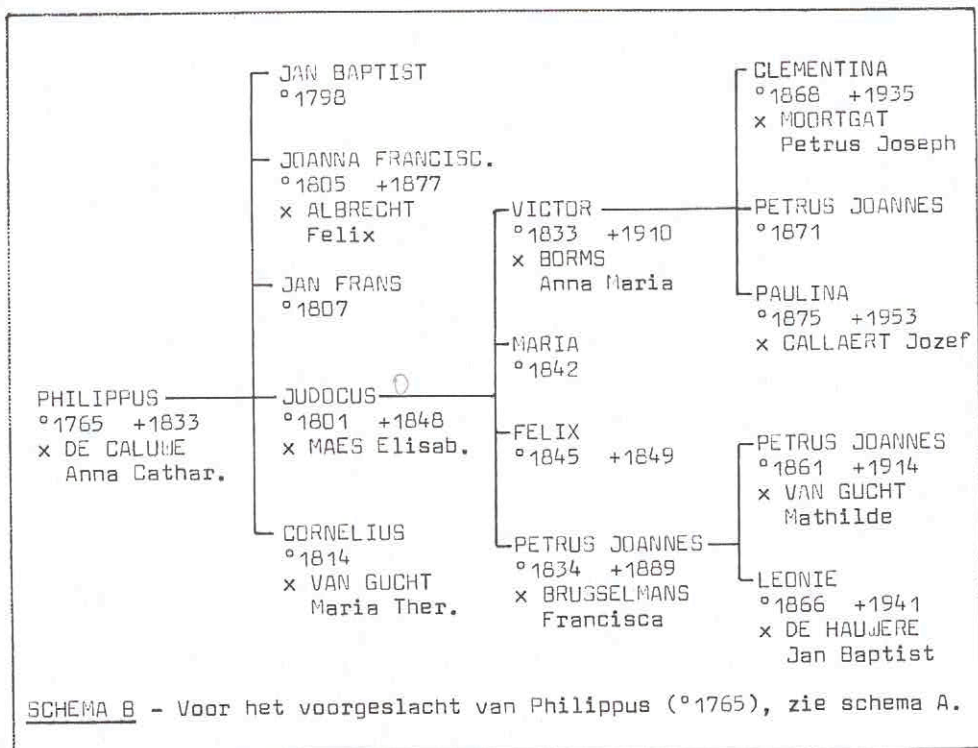 JAN BAPTIST
°1798
JOANNA FRANCISC.
°1805 +1877
x ALBRECHT
Felix
JAN FRANS
°1807
PHILIPPUS
°1765 +1833
x DE CALUWE
Anna Cathar.
JUDOCUS
°1801 +1848
x MAES Elisab.
CORNELIUS
°1814
x VAN GUCHT
Maria Ther.
VICTOR
°1833 +1910
x BORMS
Anna Maria
MARIA
°1842
FELIX
°1845 +1849
PETRUS JOANNES
°1834 +1889
x BRUSSELMANS
Francisca
CLEMENTINA
°1868 +1935
x MOORTGAT
Petrus Joseph
PETRUS JOANNES
°1871
PAULINA
°1875 +1953
x CALLAERT Jozef
PETRUS JOANNES
°1861 +1914
x VAN GUCHT
Mathilde
LEONIE
°1866 +1941
x DE HAUWERE
Jan Baptist
SCHEMA B - Voor het voorgeslacht van Philippus (°1765), zie schema A.